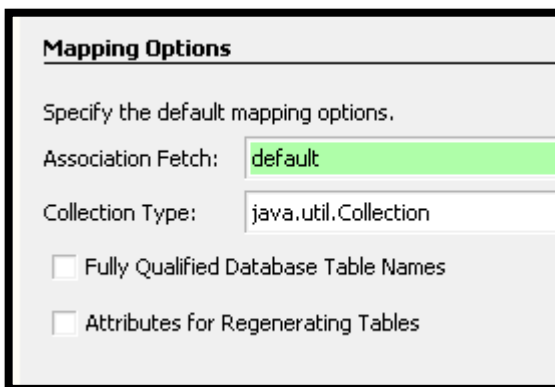 Mapping Options
Specify the default mapping options.
Association Fetch: default
Collection Type: java.util.Collection
Fully Qualified Database Table Names
Attributes for Regenerating Tables